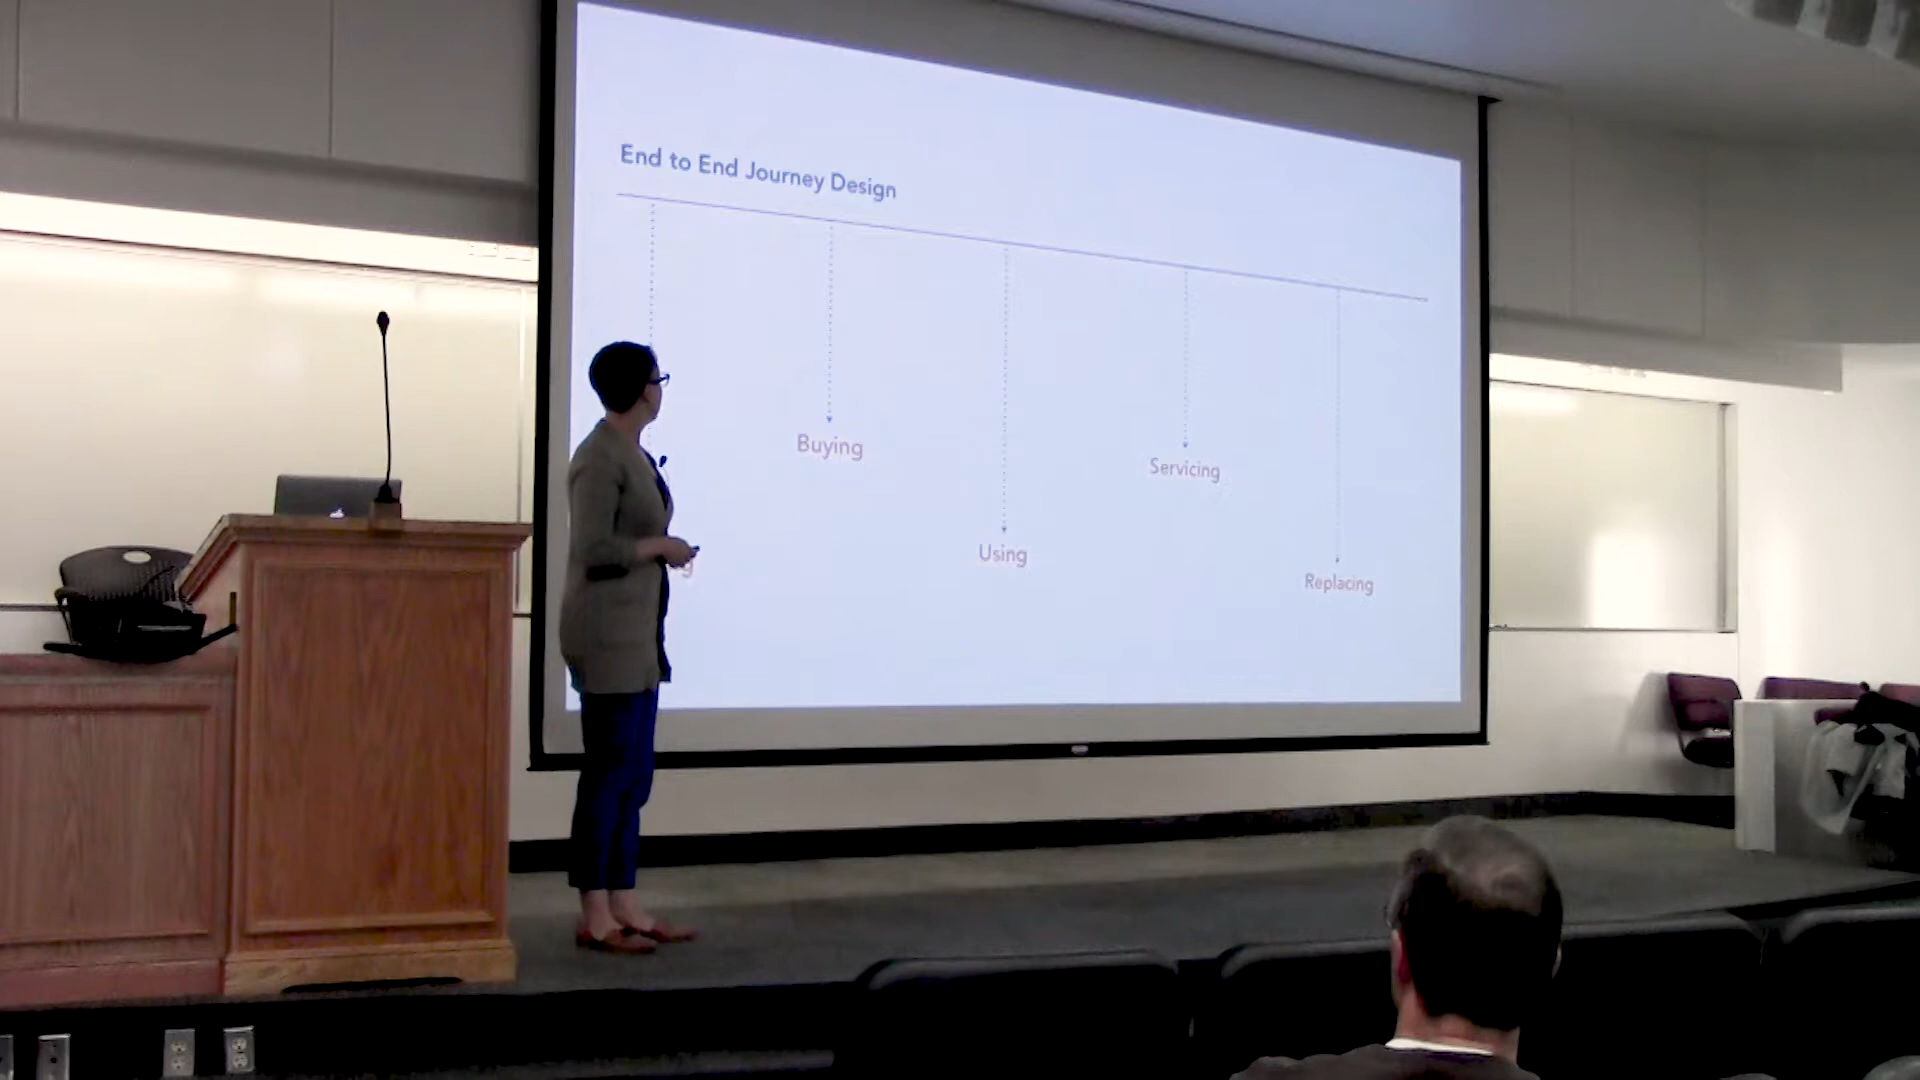 End to End Journey Design
Buying
Servicing
Using
Replacing